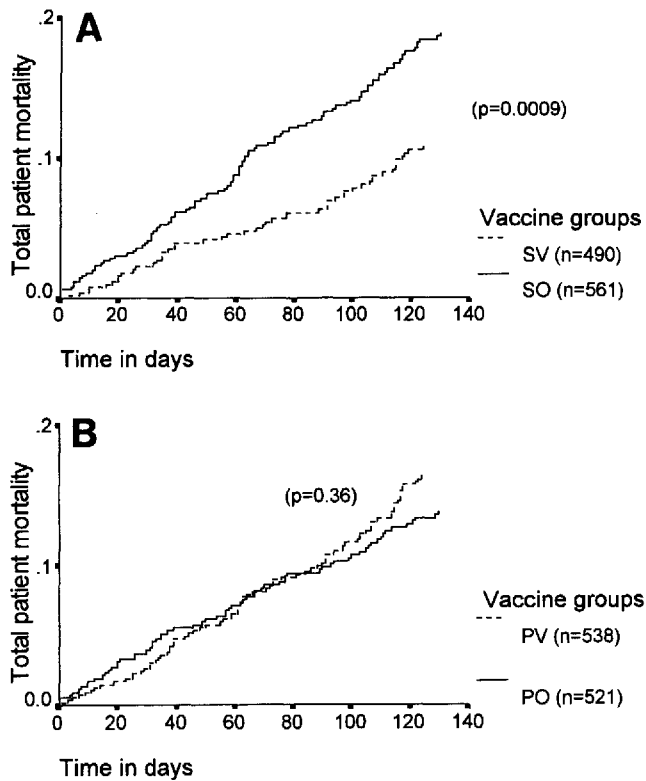 A
.2
.1
0.0
Total patient mortality
(p=0.0009)
Vaccine groups
SV (n=490)
SO (n=561)
0 20 40 60 80 100 120 140
Time in days
B
.2
.1
0.0
Total patient mortality
(p=0.36)
Vaccine groups
PV (n=538)
PO (n=521)
0 20 40 60 80 100 120 140
Time in days